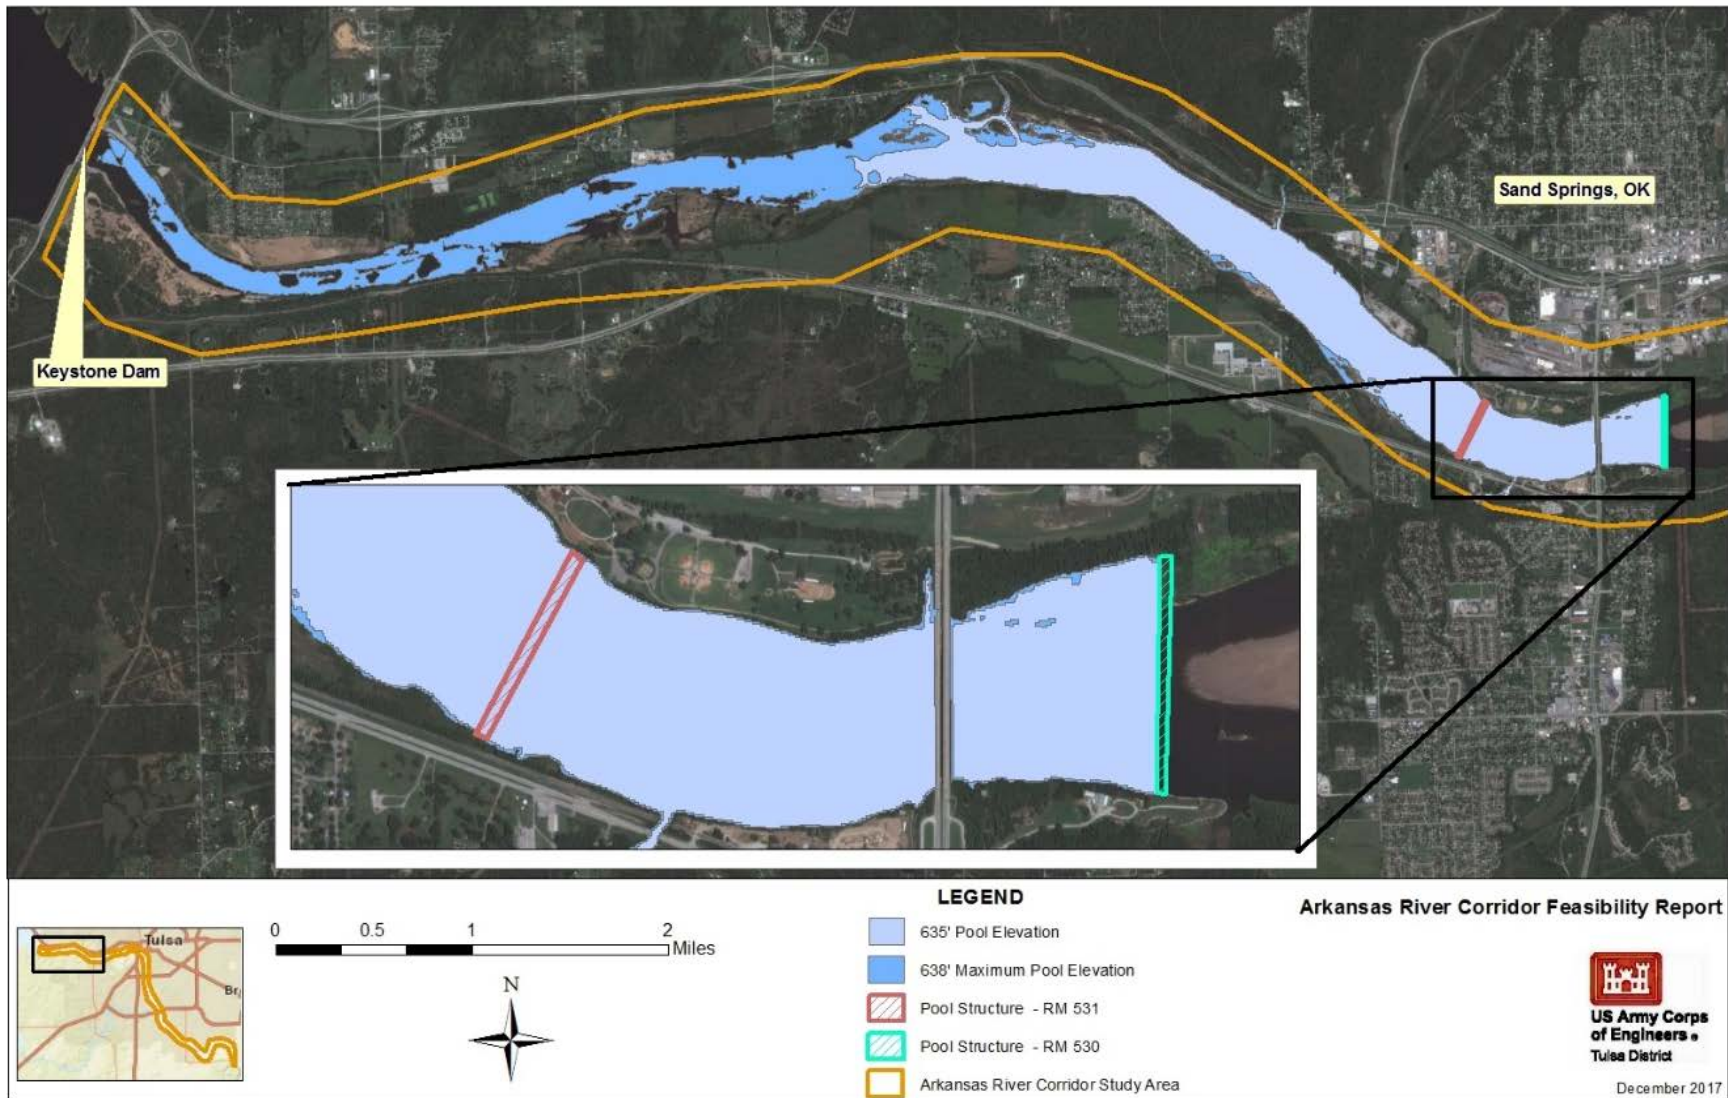 Sand Springs, OK
Keystone Dam
LEGEND
635' Pool Elevation
638' Maximum Pool Elevation
Pool Structure - RM 531
Pool Structure - RM 530
Arkansas River Corridor Study Area
0 0.5 1 2
Miles
N
Tulsa
Br
Arkansas River Corridor Feasibility Report
US Army Corps
of Engineers ®
Tulsa District
December 2017